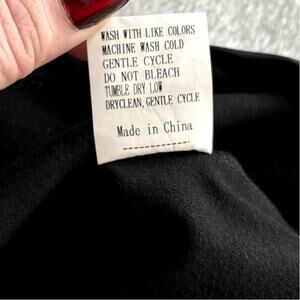 WASH WITH LIKE COLORS
MACHINE WASH COLD
GENTLE CYCLE
DO NOT BLEACH
TUMBLE DRY LOW
DRYCLEAN, GENTLE CYCLE
Made in China
-------------